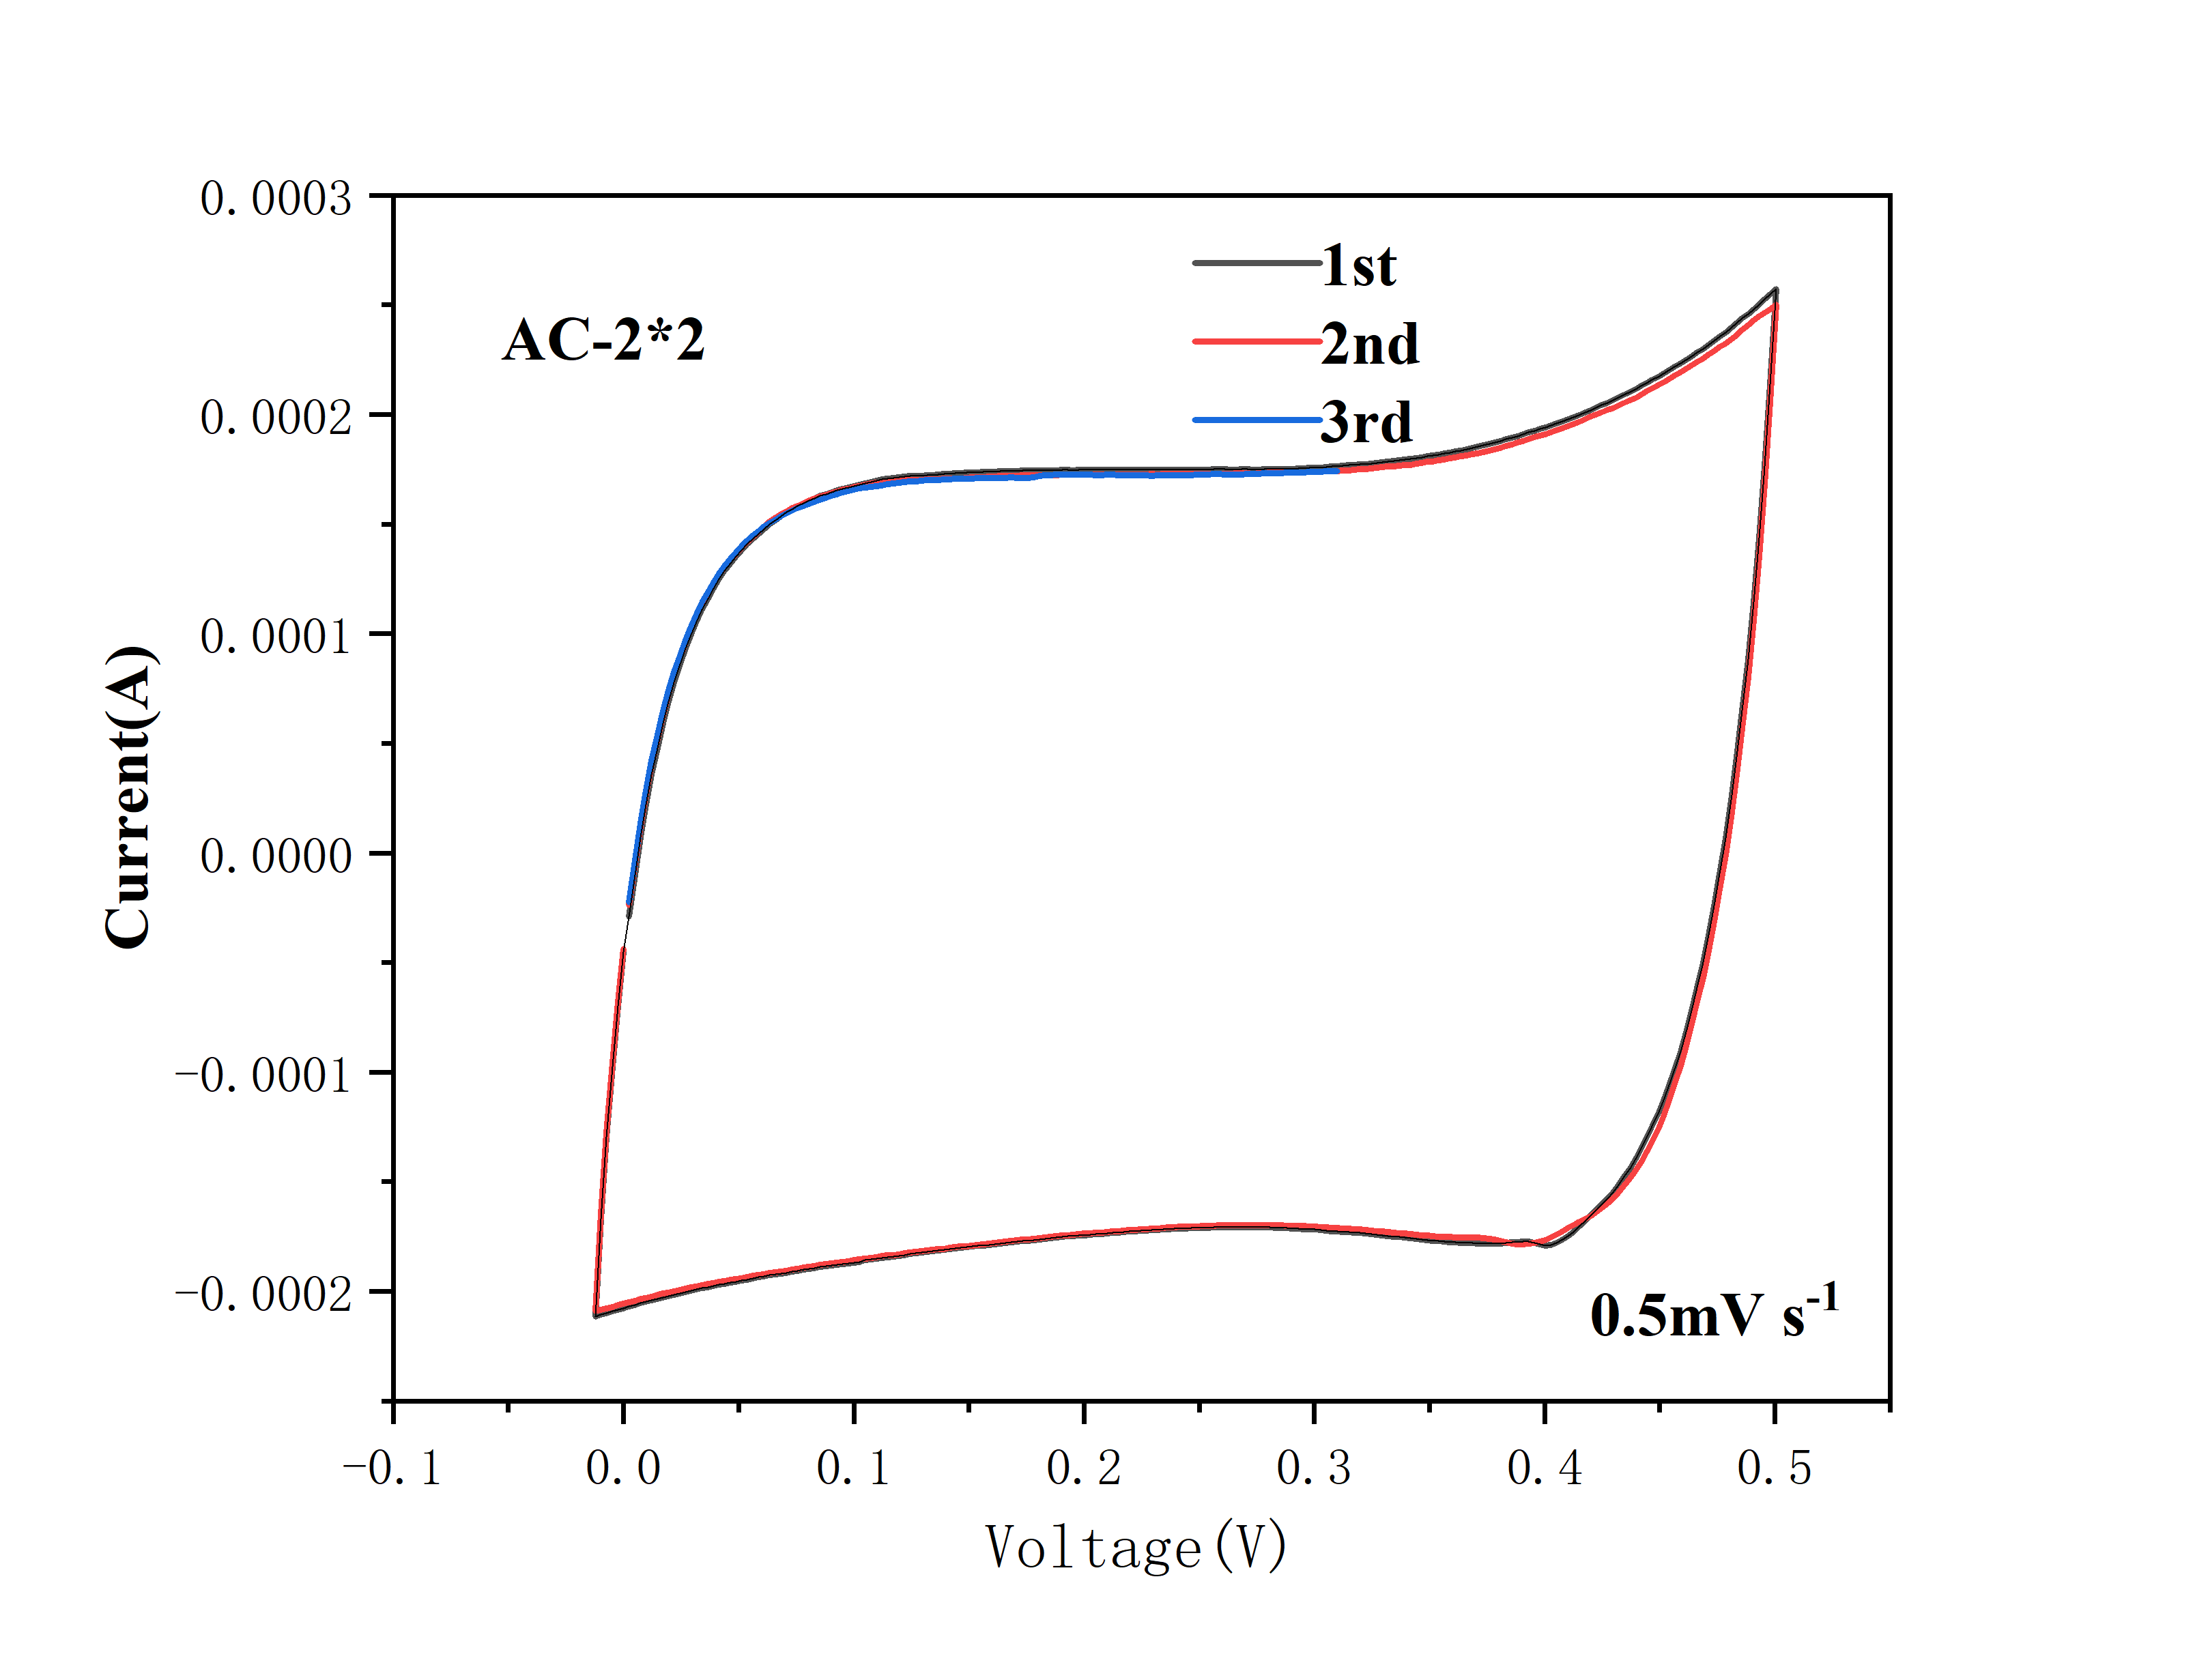 0.0003
0.0002
0.0001
0.0000
-0.0001
-0.0002
Current(A)
AC-2*2
1st
2nd
3rd
0.5mV s-1
-0.1 0.0 0.1 0.2 0.3 0.4 0.5
Voltage(V)